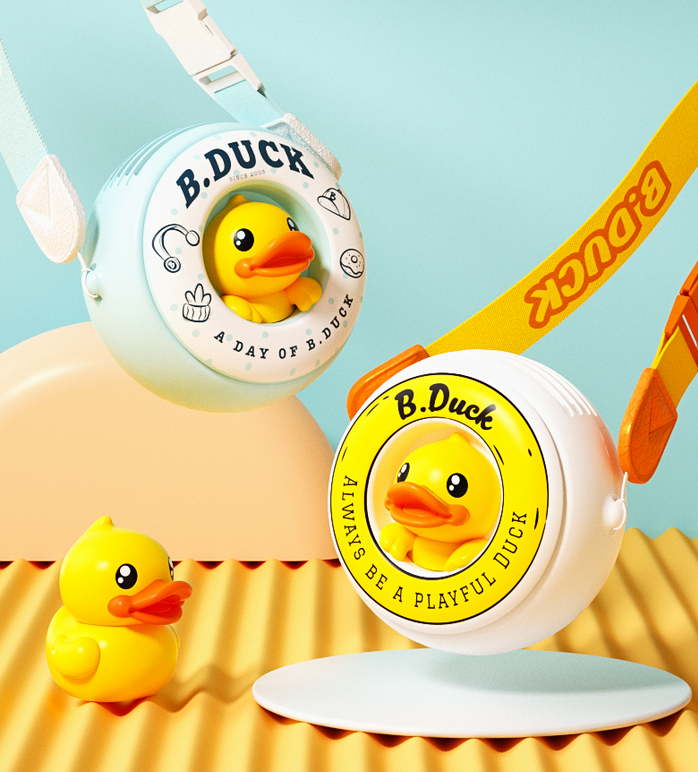 B.DUCK
SINCE 2005
B
A DAY OF B.DUCK
B.DUCK
B.Duck
ALWAYS BE A PLAYFUL DUCK